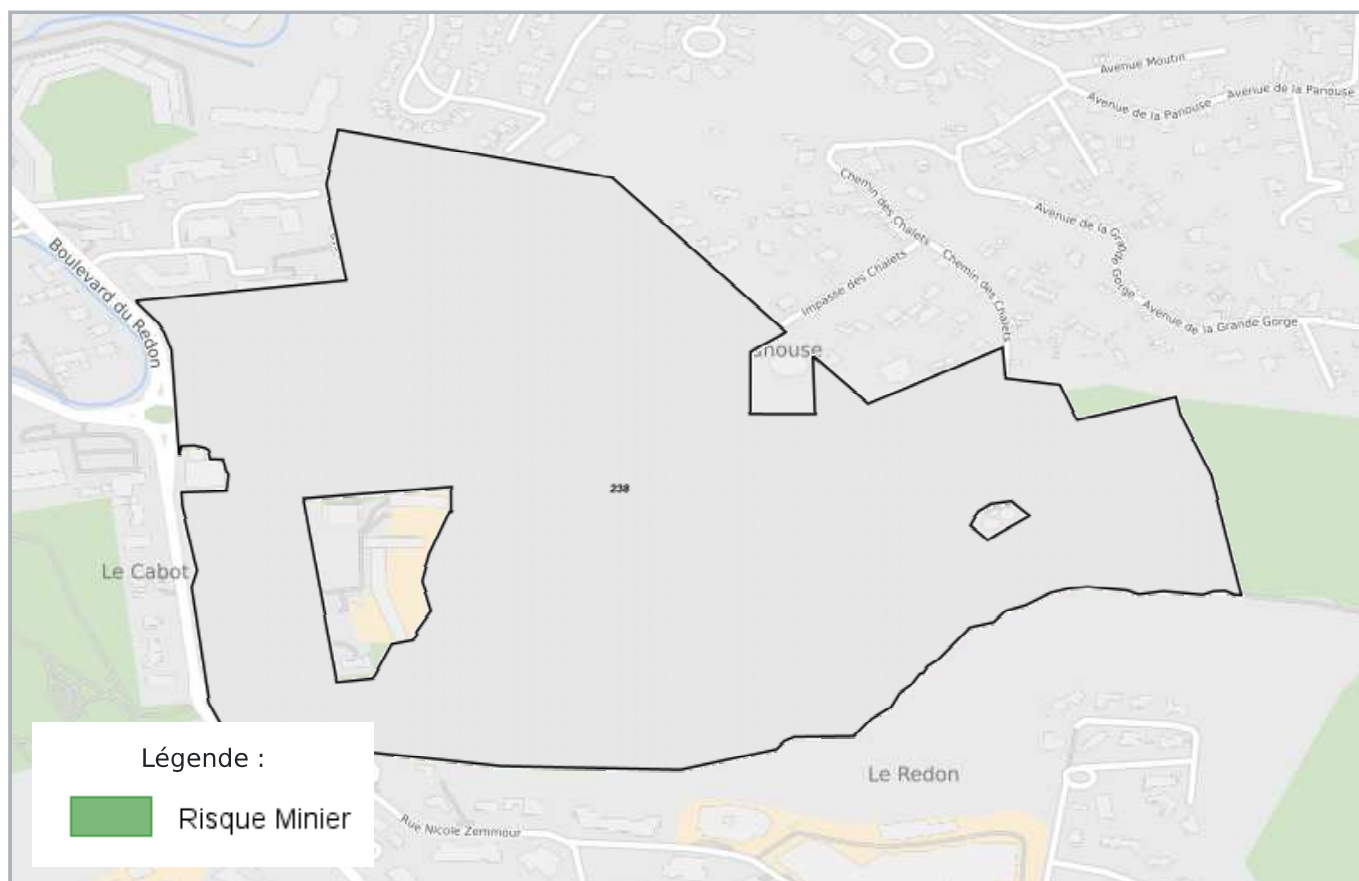 Avenue Moutin
Avenue de la Panouse
Avenue de la Panouse
Chemin des Chalets
Avenue de la Grande Gorge
Avenue de la Grande Gorge
Impasse des Chalets
Chemin des Chalets
Boulevard du Redon
anouse
238
Le Cabot
Légende :
Risque Minier
Le Redon
Rue Nicole Zemmour